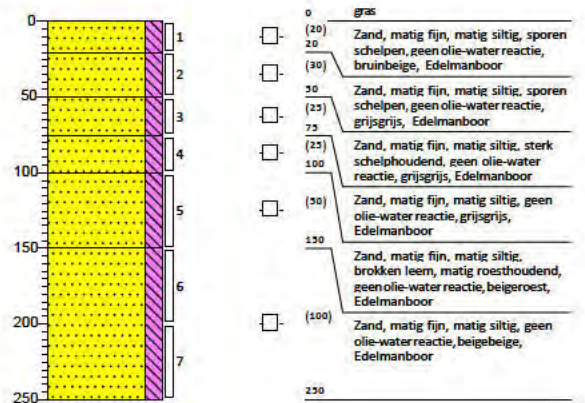 0
50
100
150
200
250
1
2
3
4
5
6
7
0 gras
(20) Zand, matig fijn, matig siltig, sporen
20 schelpen, geen olie-water reactie,
(30) bruinbeige, Edelmanboor
50 Zand, matig fijn, matig siltig, sporen
(25) schelpen, geen olie-water reactie,
grijsgrijs, Edelmanboor
75
(25) Zand, matig fijn, matig siltig, sterk
schelphoudend, geen olie-water
100 reactie, grijsgrijs, Edelmanboor
(50) Zand, matig fijn, matig siltig, geen
olie-water reactie, grijsgrijs,
Edelmanboor
150
Zand, matig fijn, matig siltig,
brokken leem, matig roesthoudend,
geen olie-water reactie, beigeroest,
Edelmanboor
(100) Zand, matig fijn, matig siltig, geen
olie-water reactie, beigebeige,
Edelmanboor
250